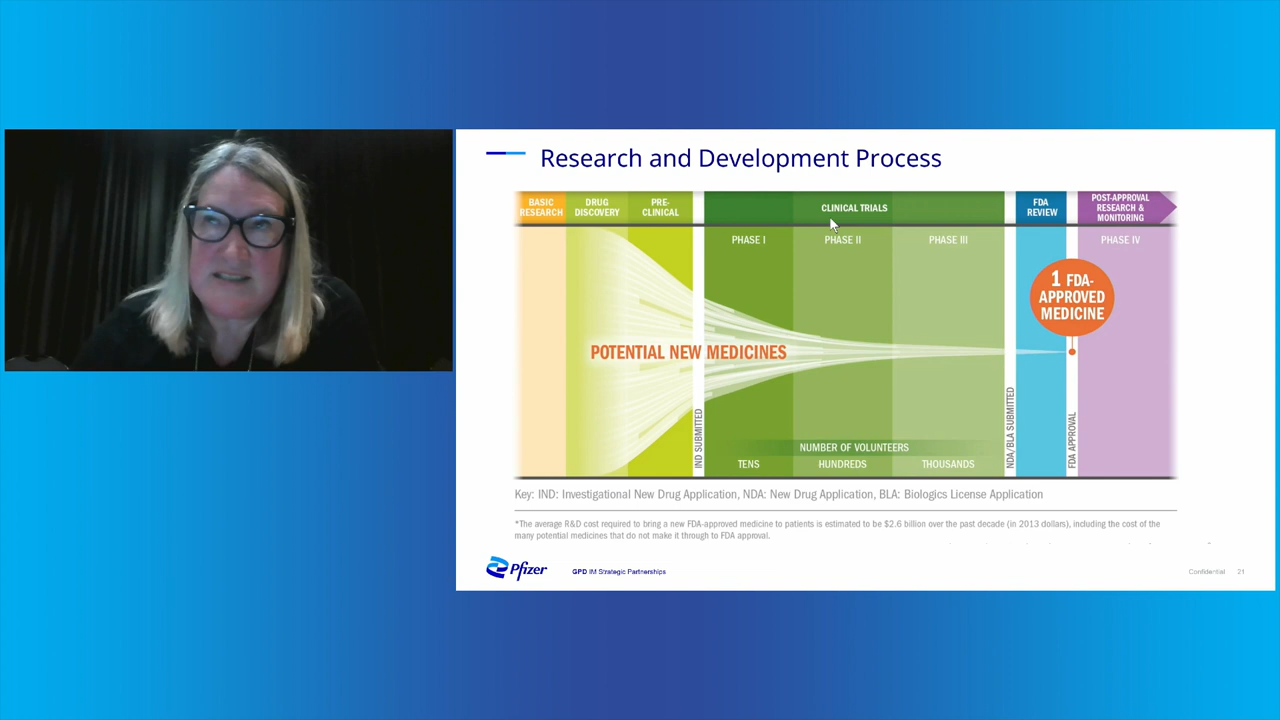 Research and Development Process
BASIC
RESEARCH
DRUG
DISCOVERY
PRE-
CLINICAL
CLINICAL TRIALS
FDA
REVIEW
POST-APPROVAL
RESEARCH &
MONITORING
PHASE I
PHASE II
PHASE III
PHASE IV
1 FDA-
APPROVED
MEDICINE
POTENTIAL NEW MEDICINES
IND SUBMITTED
NDA/BLA SUBMITTED
FDA APPROVAL
NUMBER OF VOLUNTEERS
TENS
HUNDREDS
THOUSANDS
Key: IND: Investigational New Drug Application, NDA: New Drug Application, BLA: Biologics License Application
*The average R&D cost required to bring a new FDA-approved medicine to patients is estimated to be $2.6 billion over the past decade (in 2013 dollars), including the cost of the
many potential medicines that do not make it through to FDA approval.
Pfizer
GPD IM Strategic Partnerships
Confidential
21